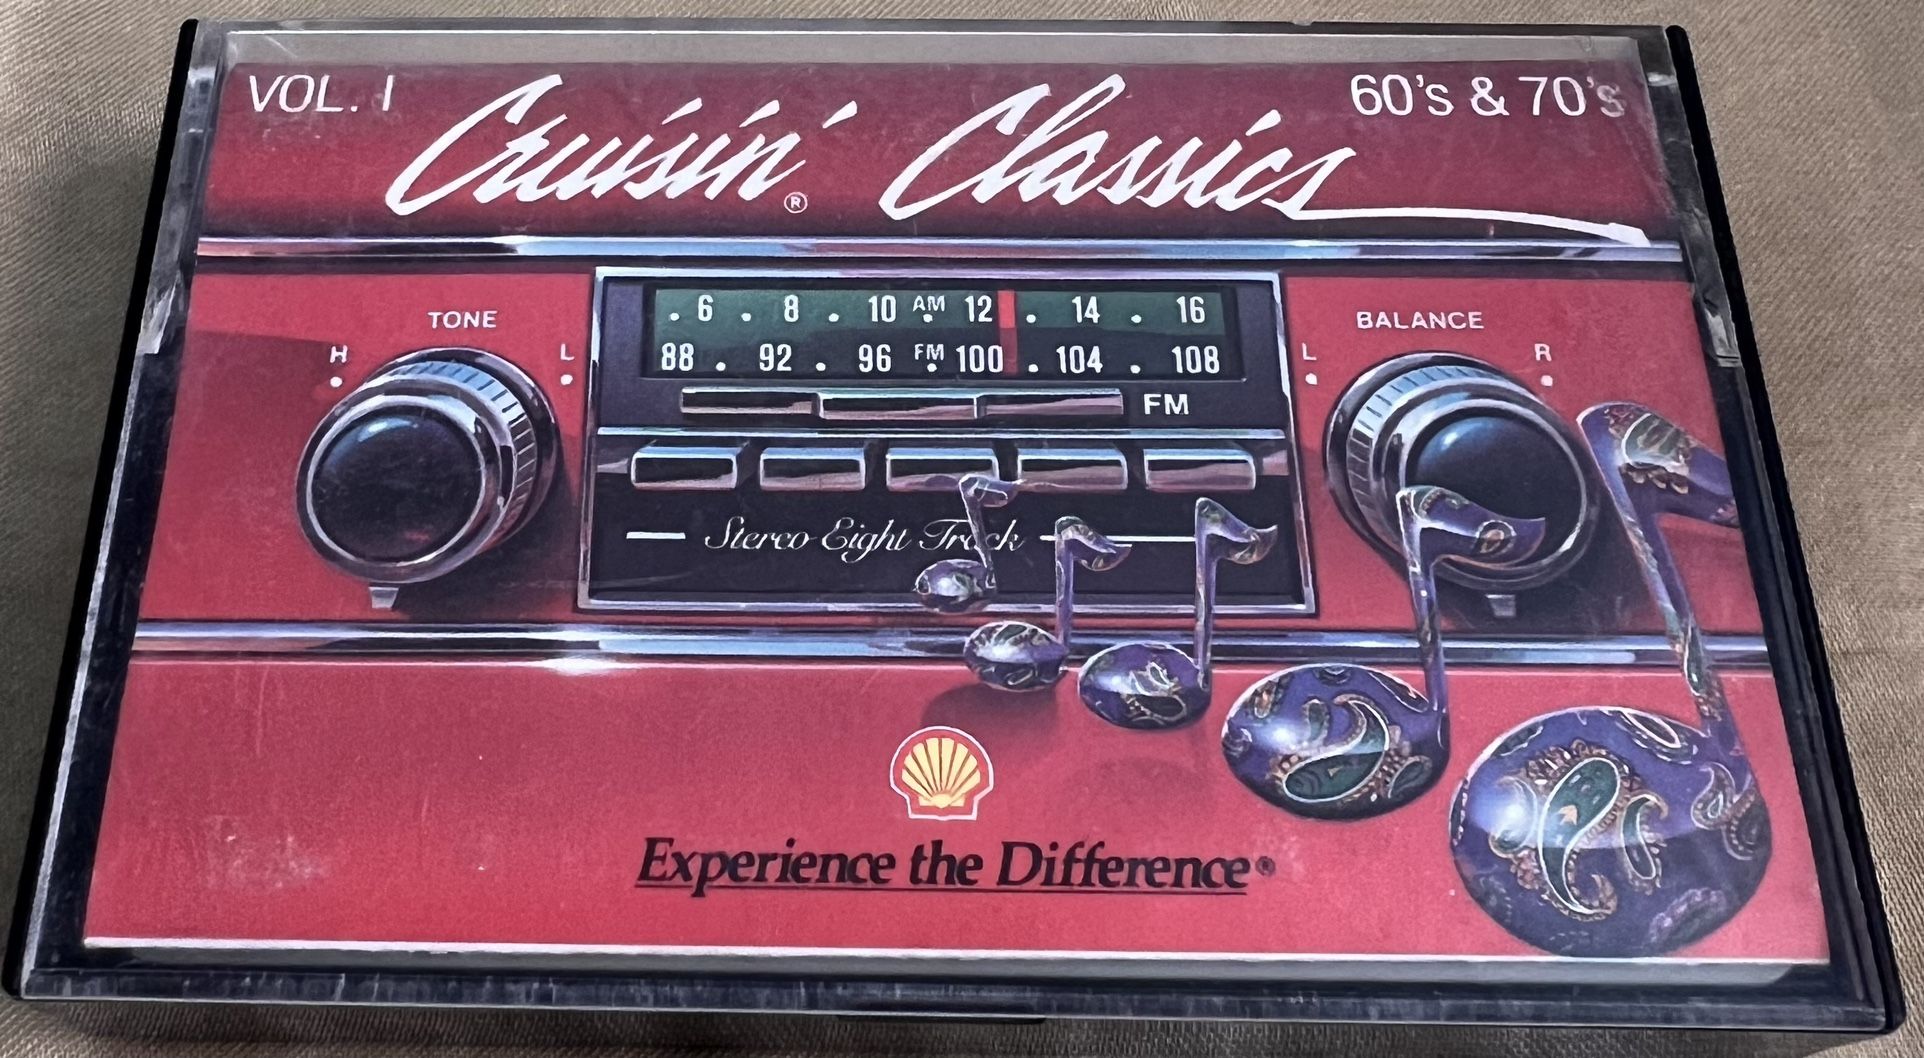 VOL. I
60's & 70's
Cruisin'® Classics
TONE
H L
. 6 . 8 . 10 AM . 12 . 14 . 16
88 . 92 . 96 FM . 100 . 104 . 108
FM
Stereo Eight Track
BALANCE
L R
Experience the Difference®